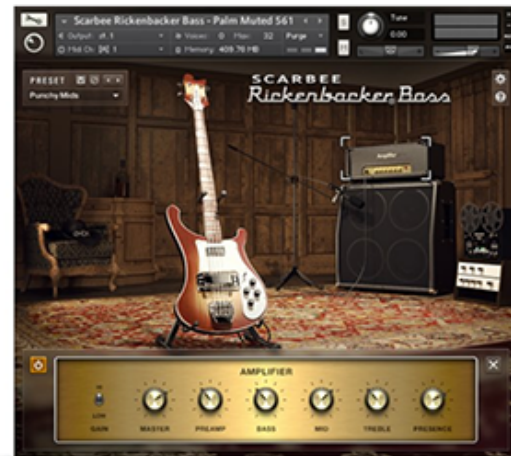 Scarbee Rickenbacker Bass - Palm Muted 561
Output: st.1 Voices: 0 Max: 32 Purge
Midi Ch: [A] 1 Memory: 409.76 MB
Tune
0.00
S
M
PRESET
Punchy Mids
SCARBEE
Rickenbacker Bass
Amplifier
AMPLIFIER
HI
LOW
GAIN MASTER PREAMP BASS MID TREBLE PRESENCE